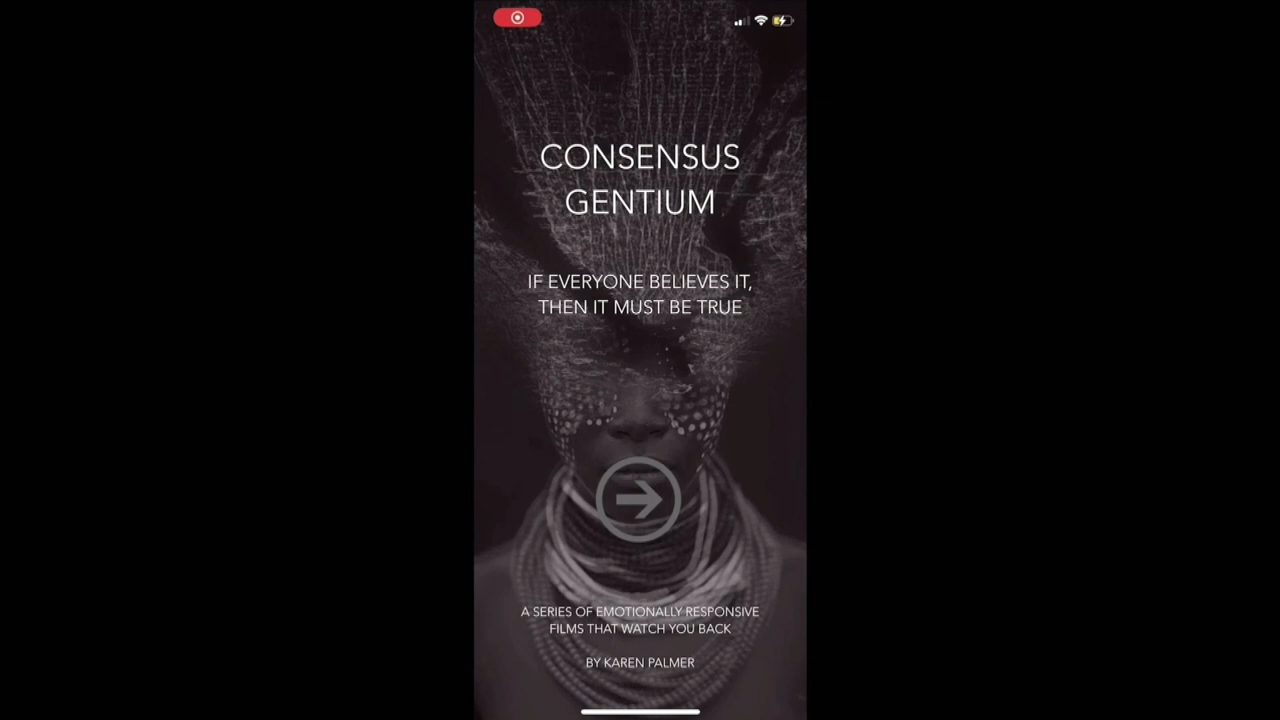 CONSENSUS
GENTIUM
IF EVERYONE BELIEVES IT,
THEN IT MUST BE TRUE
A SERIES OF EMOTIONALLY RESPONSIVE
FILMS THAT WATCH YOU BACK
BY KAREN PALMER